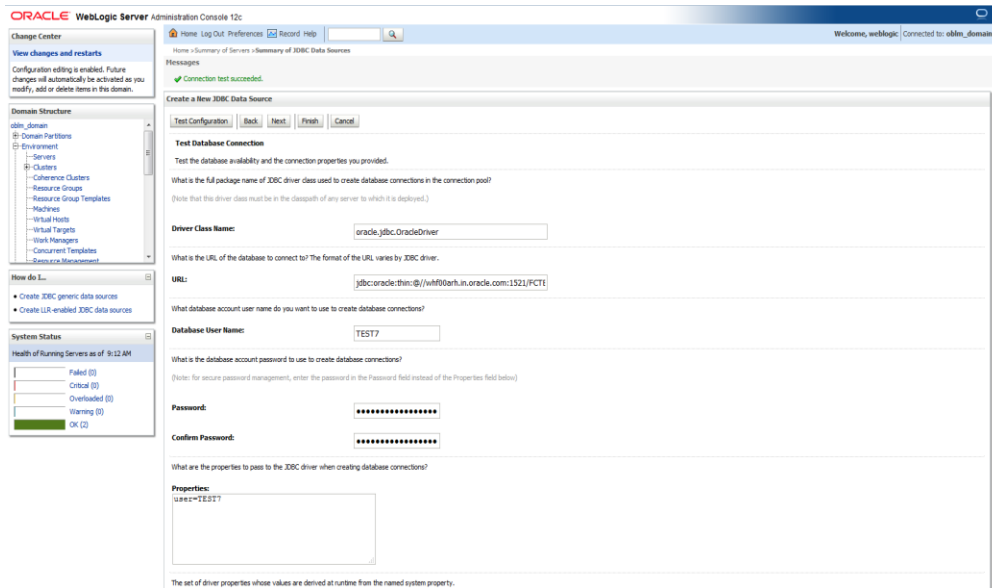 ORACLE WebLogic Server Administration Console 12c
Change Center
View changes and restarts
Configuration editing is enabled. Future
changes will automatically be activated as you
modify, add or delete items in this domain.
Domain Structure
oblm_domain
Domain Partitions
Environment
Servers
Clusters
Coherence Clusters
Resource Groups
Resource Group Templates
Machines
Virtual Hosts
Virtual Targets
Work Managers
Concurrent Templates
Resource Management
How do I...
Create JDBC generic data sources
Create LLR-enabled JDBC data sources
System Status
Health of Running Servers as of 9:12 AM
Failed (0)
Critical (0)
Overloaded (0)
Warning (0)
OK (2)
Home Log Out Preferences Record Help
Welcome, weblogic Connected to: oblm_domain
Home >Summary of Servers >Summary of JDBC Data Sources
Messages
Connection test succeeded.
Create a New JDBC Data Source
Test Configuration Back Next Finish Cancel
Test Database Connection
Test the database availability and the connection properties you provided.
What is the full package name of JDBC driver class used to create database connections in the connection pool?
(Note that this driver class must be in the classpath of any server to which it is deployed.)
Driver Class Name: oracle.jdbc.OracleDriver
What is the URL of the database to connect to? The format of the URL varies by JDBC driver.
URL: jdbc:oracle:thin:@//whf00arh.in.oracle.com:1521/FCTE
What database account user name do you want to use to create database connections?
Database User Name: TEST7
What is the database account password to use to create database connections?
(Note: for secure password management, enter the password in the Password field instead of the Properties field below)
Password: •••••••••••••••••
Confirm Password: •••••••••••••••••
What are the properties to pass to the JDBC driver when creating database connections?
Properties:
user=TEST7
The set of driver properties whose values are derived at runtime from the named system property.